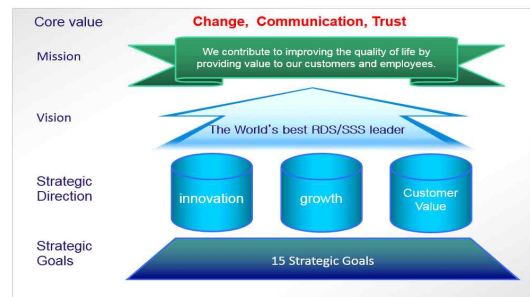 Core value
Change, Communication, Trust
Mission
We contribute to improving the quality of life by
providing value to our customers and employees.
Vision
The World's best RDS/SSS leader
Strategic
Direction
innovation
growth
Customer
Value
Strategic
Goals
15 Strategic Goals